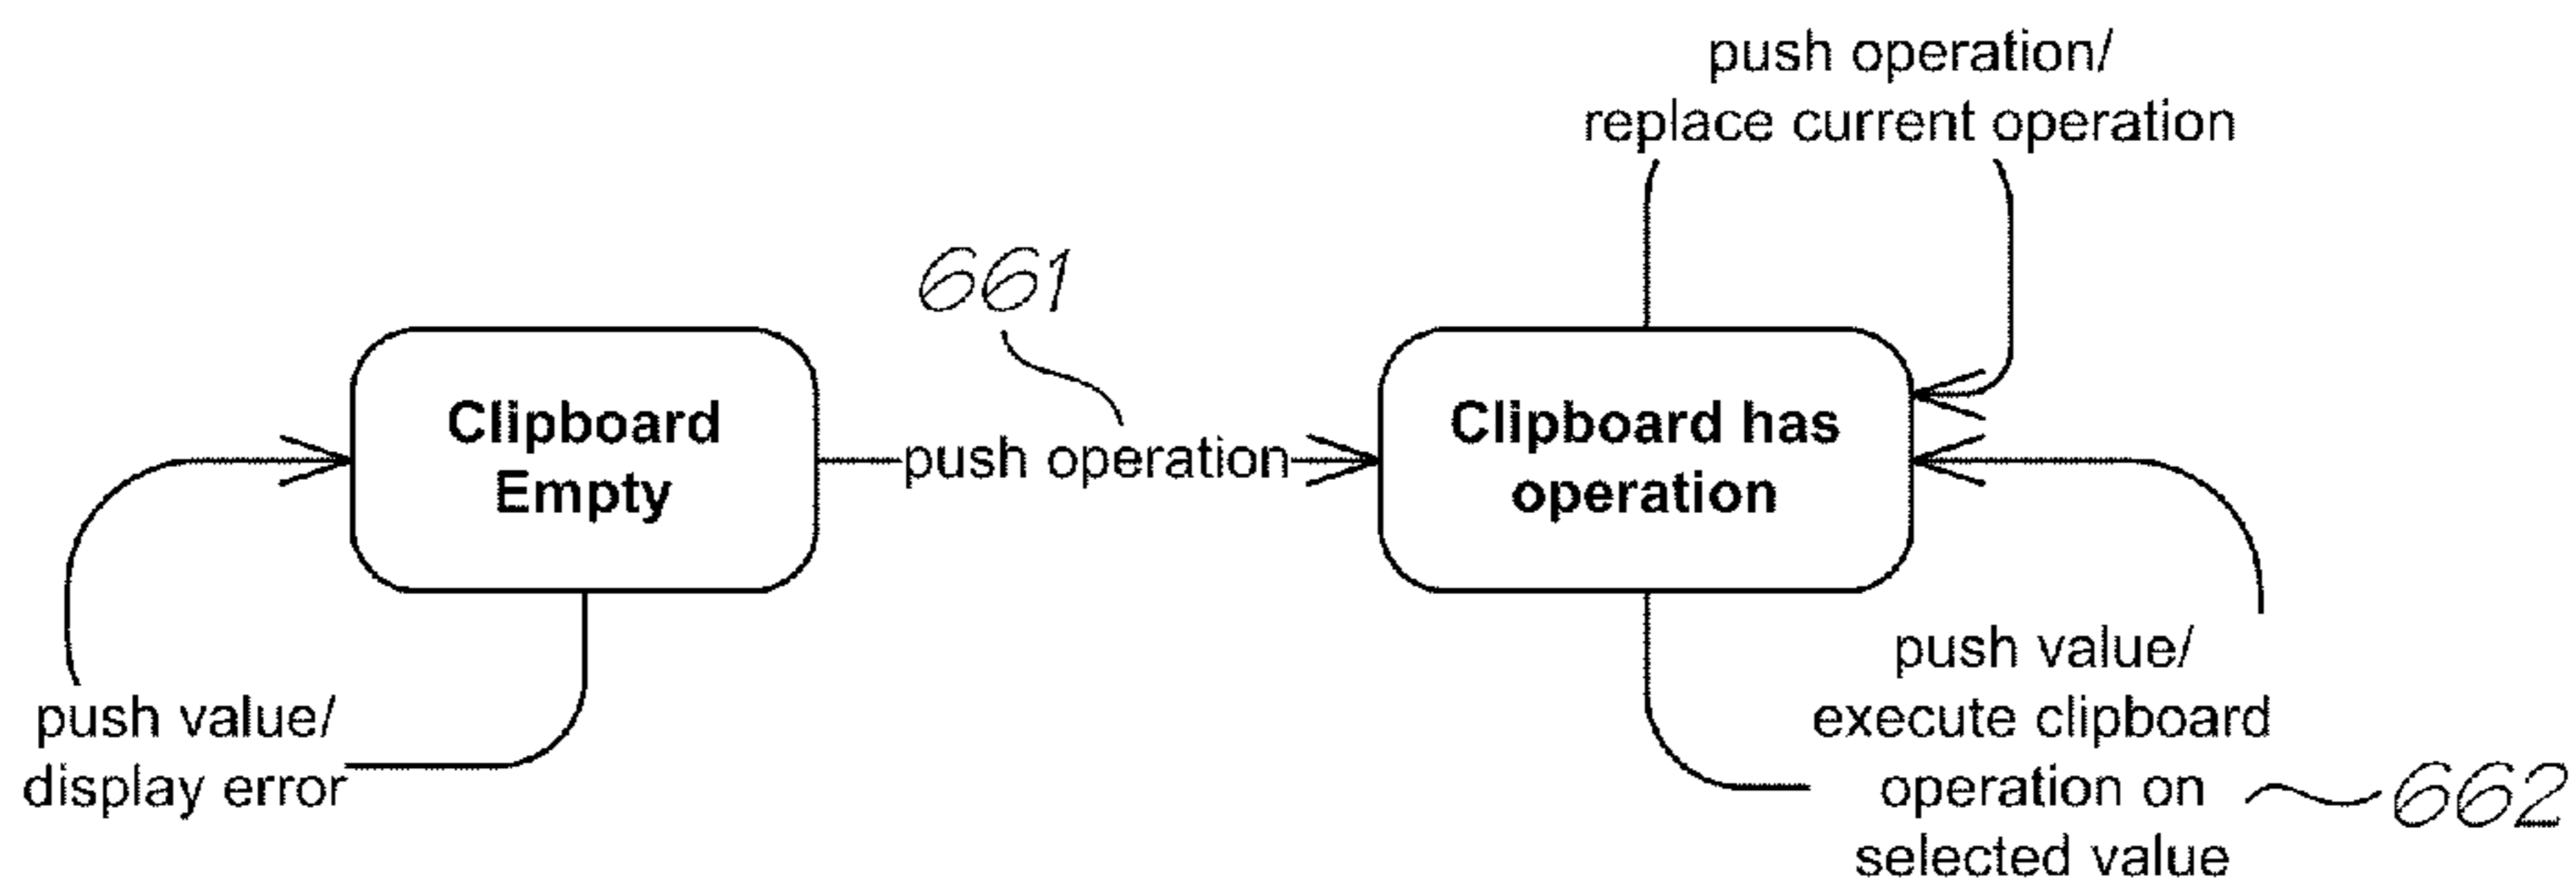 push operation/
replace current operation
661
Clipboard
Empty
push operation
Clipboard has
operation
push value/
display error
push value/
execute clipboard
operation on
selected value
662